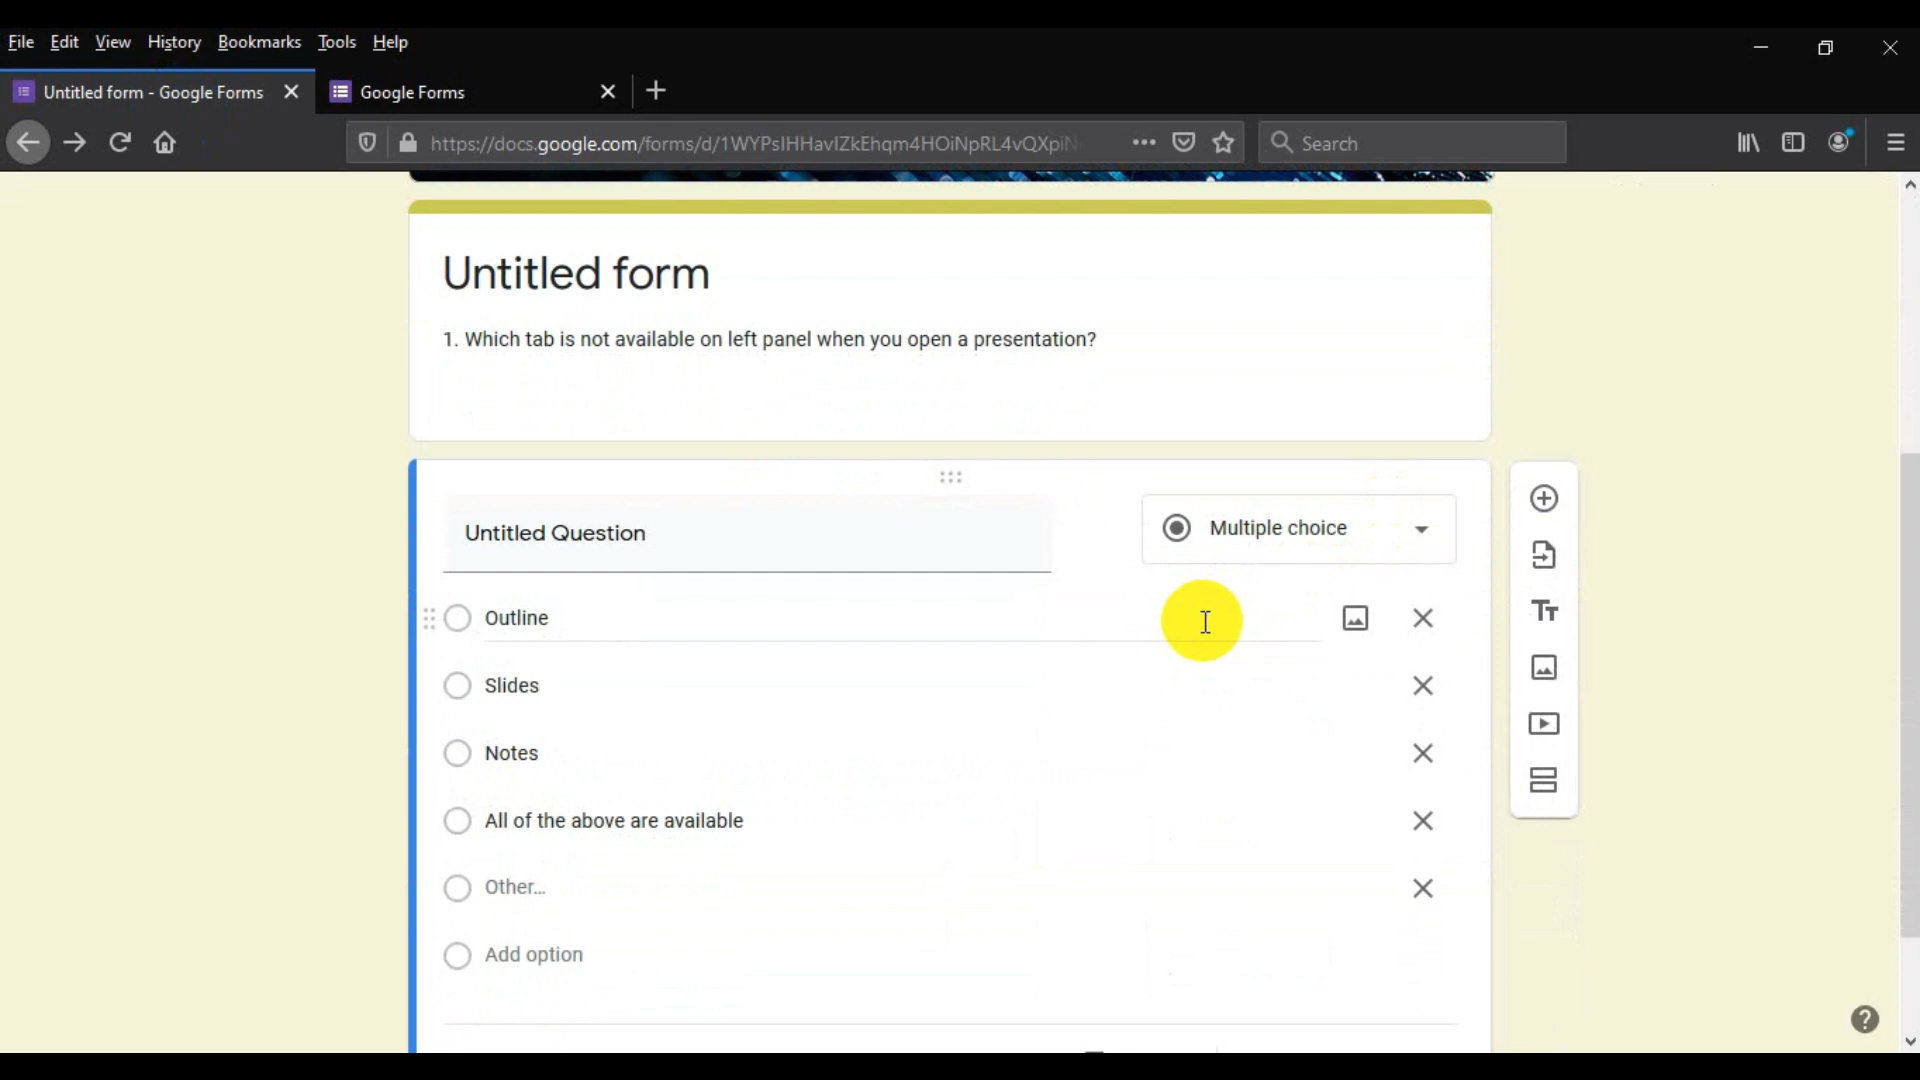 File Edit View History Bookmarks Tools Help
Untitled form - Google Forms
Google Forms
https://docs.google.com/forms/d/1WYPsIHHavIZkEhqm4HOiNpRL4vQXpiN
Search
Untitled form
1. Which tab is not available on left panel when you open a presentation?
Untitled Question
Multiple choice
Outline
Slides
Notes
All of the above are available
Other...
Add option